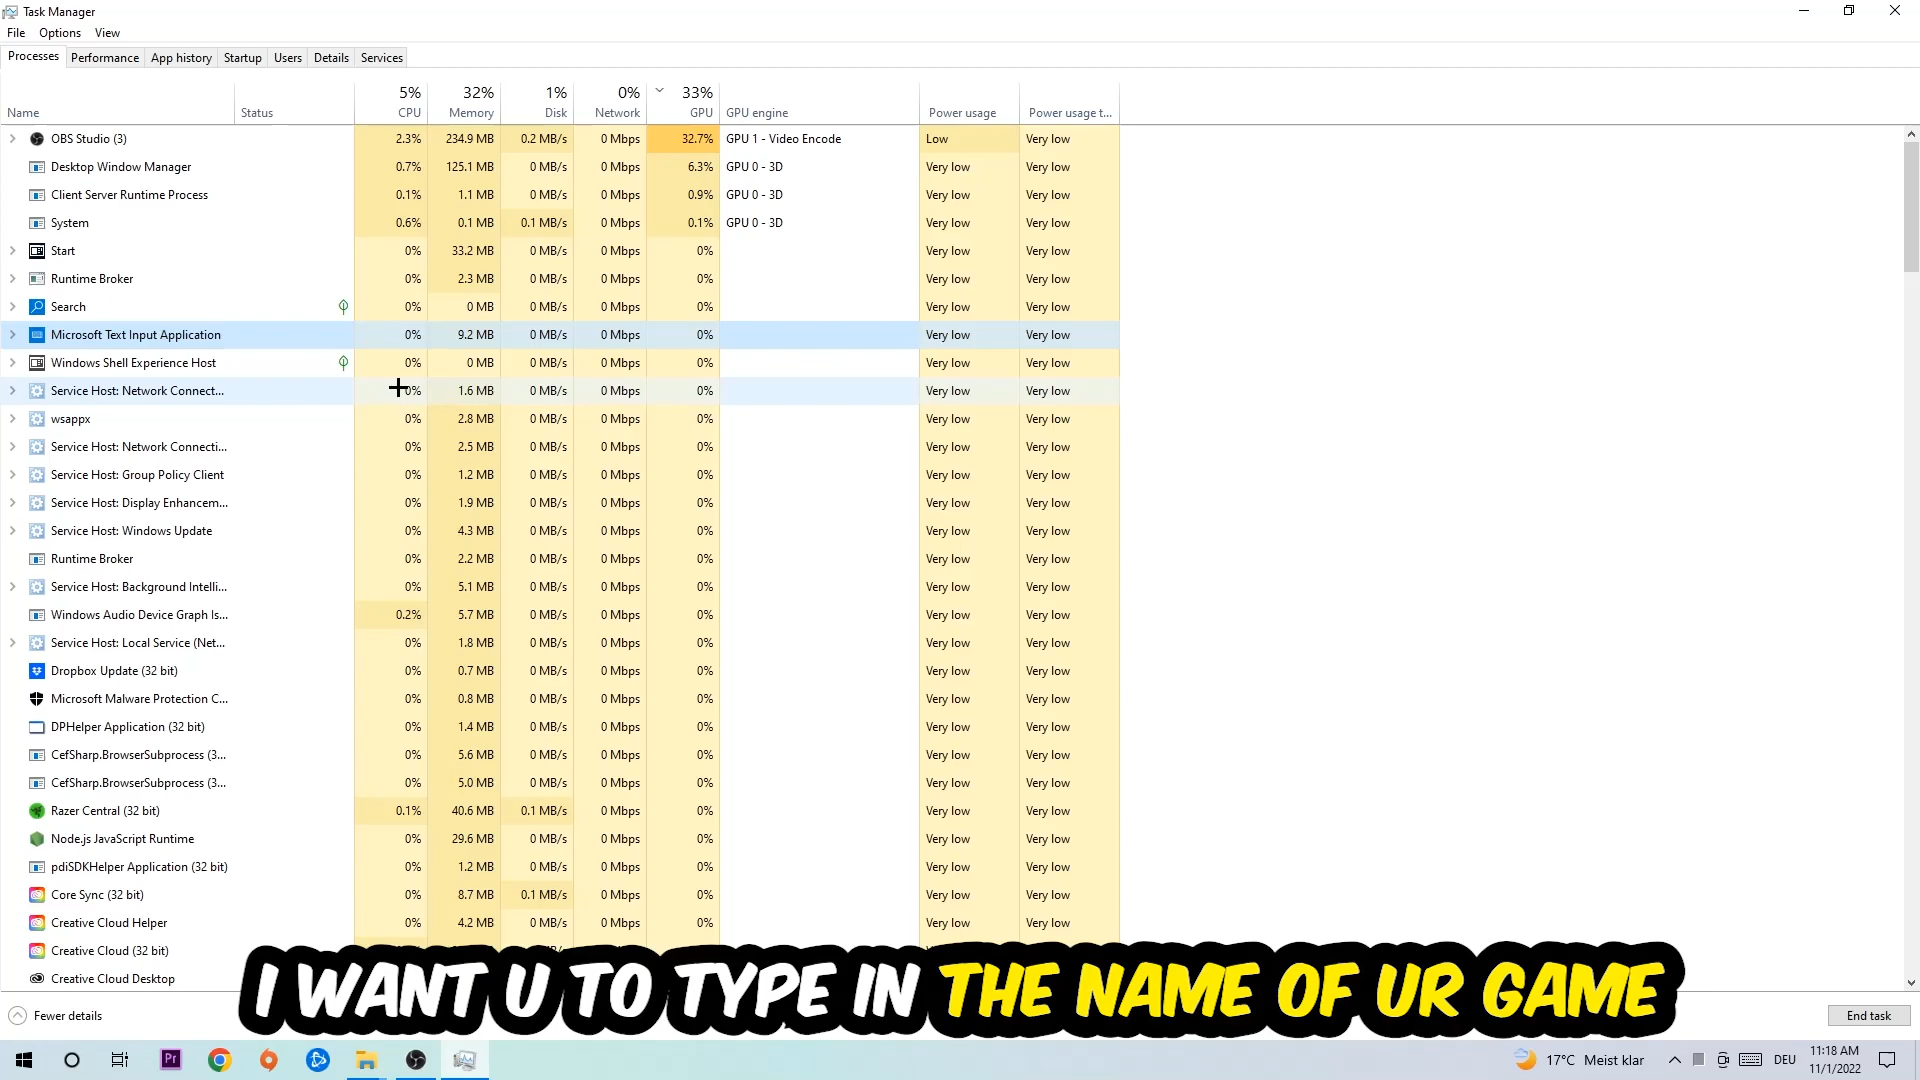 Task Manager
File Options View
Processes Performance App history Startup Users Details Services
5% 32% 1% 0% 33%
Name Status CPU Memory Disk Network GPU GPU engine Power usage Power usage t...
OBS Studio (3) 2.3% 234.9 MB 0.2 MB/s 0 Mbps 32.7% GPU 1 - Video Encode Low Very low
Desktop Window Manager 0.7% 125.1 MB 0 MB/s 0 Mbps 6.3% GPU 0 - 3D Very low Very low
Client Server Runtime Process 0.1% 1.1 MB 0 MB/s 0 Mbps 0.9% GPU 0 - 3D Very low Very low
System 0.6% 0.1 MB 0.1 MB/s 0 Mbps 0.1% GPU 0 - 3D Very low Very low
Start 0% 33.2 MB 0 MB/s 0 Mbps 0% Very low Very low
Runtime Broker 0% 2.3 MB 0 MB/s 0 Mbps 0% Very low Very low
Search 0% 0 MB 0 MB/s 0 Mbps 0% Very low Very low
Microsoft Text Input Application 0% 9.2 MB 0 MB/s 0 Mbps 0% Very low Very low
Windows Shell Experience Host 0% 0 MB 0 MB/s 0 Mbps 0% Very low Very low
Service Host: Network Connect... 0% 1.6 MB 0 MB/s 0 Mbps 0% Very low Very low
wsappx 0% 2.8 MB 0 MB/s 0 Mbps 0% Very low Very low
Service Host: Network Connecti... 0% 2.5 MB 0 MB/s 0 Mbps 0% Very low Very low
Service Host: Group Policy Client 0% 1.2 MB 0 MB/s 0 Mbps 0% Very low Very low
Service Host: Display Enhancem... 0% 1.9 MB 0 MB/s 0 Mbps 0% Very low Very low
Service Host: Windows Update 0% 4.3 MB 0 MB/s 0 Mbps 0% Very low Very low
Runtime Broker 0% 2.2 MB 0 MB/s 0 Mbps 0% Very low Very low
Service Host: Background Intelli... 0% 5.1 MB 0 MB/s 0 Mbps 0% Very low Very low
Windows Audio Device Graph Is... 0.2% 5.7 MB 0 MB/s 0 Mbps 0% Very low Very low
Service Host: Local Service (Net... 0% 1.8 MB 0 MB/s 0 Mbps 0% Very low Very low
Dropbox Update (32 bit) 0% 0.7 MB 0 MB/s 0 Mbps 0% Very low Very low
Microsoft Malware Protection C... 0% 0.8 MB 0 MB/s 0 Mbps 0% Very low Very low
DPHelper Application (32 bit) 0% 1.4 MB 0 MB/s 0 Mbps 0% Very low Very low
CefSharp.BrowserSubprocess (3... 0% 5.6 MB 0 MB/s 0 Mbps 0% Very low Very low
CefSharp.BrowserSubprocess (3... 0% 5.0 MB 0 MB/s 0 Mbps 0% Very low Very low
Razer Central (32 bit) 0.1% 40.6 MB 0.1 MB/s 0 Mbps 0% Very low Very low
Node.js JavaScript Runtime 0% 29.6 MB 0 MB/s 0 Mbps 0% Very low Very low
pdiSDKHelper Application (32 bit) 0% 1.2 MB 0 MB/s 0 Mbps 0% Very low Very low
Core Sync (32 bit) 0% 8.7 MB 0.1 MB/s 0 Mbps 0% Very low Very low
Creative Cloud Helper 0% 4.2 MB 0 MB/s 0 Mbps 0% Very low Very low
Creative Cloud (32 bit)
Creative Cloud Desktop
I WANT U TO TYPE IN THE NAME OF UR GAME
Fewer details End task
Pr 17°C Meist klar DEU 11:18 AM
11/1/2022